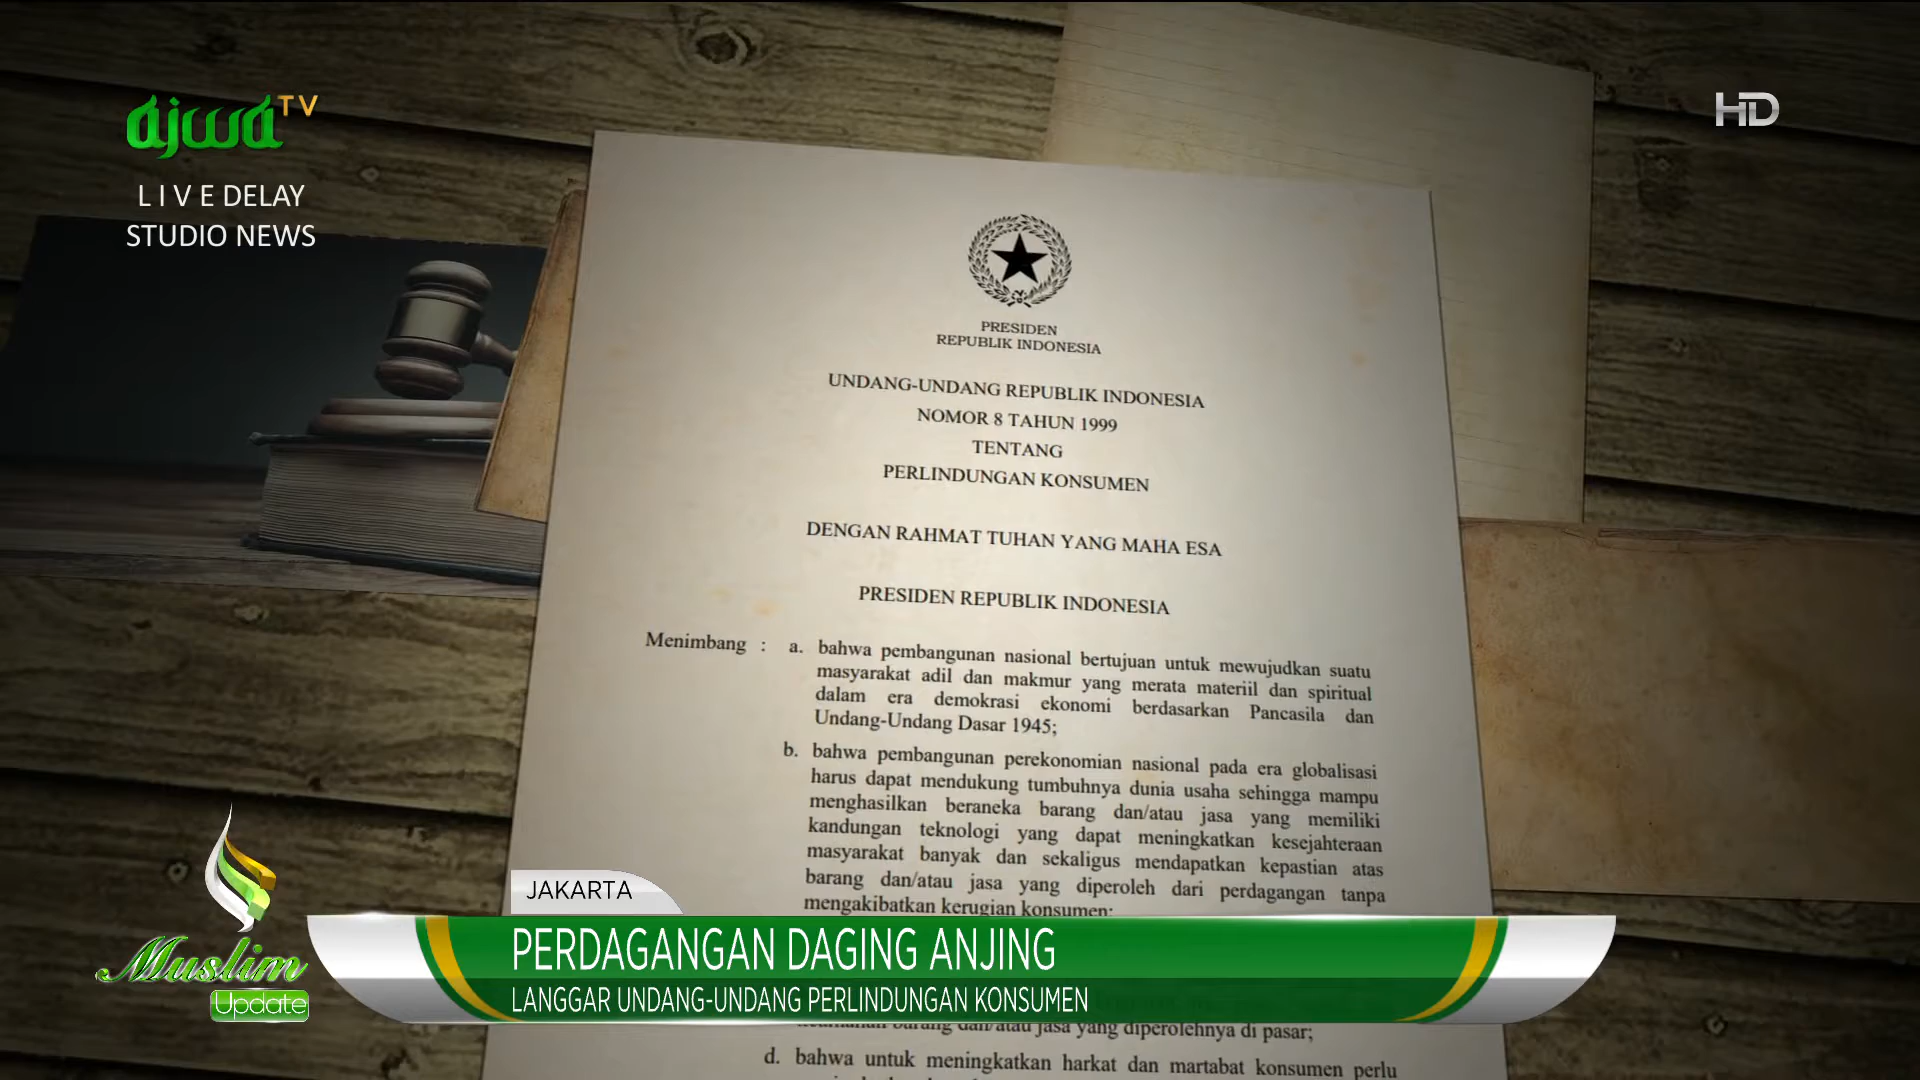 ajwa TV
HD
L I V E DELAY
STUDIO NEWS
PRESIDEN
REPUBLIK INDONESIA
UNDANG-UNDANG REPUBLIK INDONESIA
NOMOR 8 TAHUN 1999
TENTANG
PERLINDUNGAN KONSUMEN
DENGAN RAHMAT TUHAN YANG MAHA ESA
PRESIDEN REPUBLIK INDONESIA
Menimbang : a. bahwa pembangunan nasional bertujuan untuk mewujudkan suatu
masyarakat adil dan makmur yang merata materiil dan spiritual
dalam era demokrasi ekonomi berdasarkan Pancasila dan
Undang-Undang Dasar 1945;
b. bahwa pembangunan perekonomian nasional pada era globalisasi
harus dapat mendukung tumbuhnya dunia usaha sehingga mampu
menghasilkan beraneka barang dan/atau jasa yang memiliki
kandungan teknologi yang dapat meningkatkan kesejahteraan
masyarakat banyak dan sekaligus mendapatkan kepastian atas
barang dan/atau jasa yang diperoleh dari perdagangan tanpa
mengakibatkan kerugian konsumen;
JAKARTA
PERDAGANGAN DAGING ANJING
LANGGAR UNDANG-UNDANG PERLINDUNGAN KONSUMEN
Muslim
Update
barang dan/atau jasa yang diperolehnya di pasar;
d. bahwa untuk meningkatkan harkat dan martabat konsumen perlu